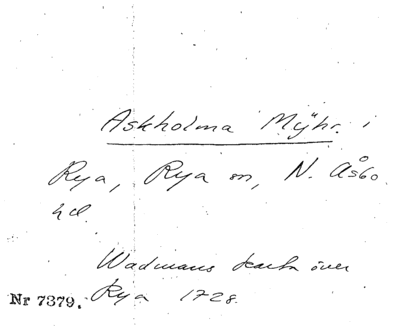 Askholma Mÿhr. i
Rya, Rya sn, N. Åsbo
hd.
Wadmans karta över
Nr 7379. Rya 1728.